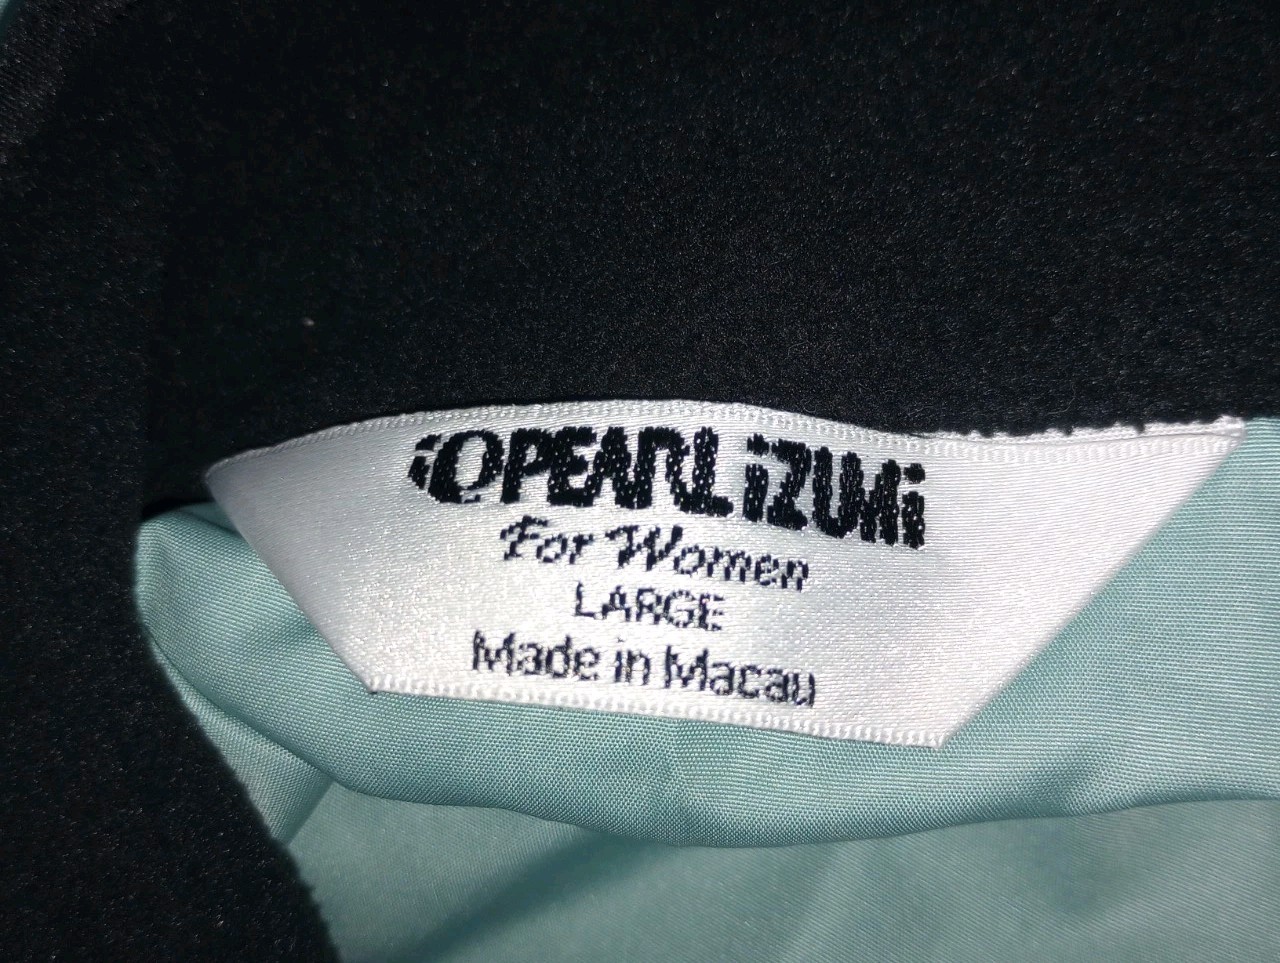 PEARL iZUMi
For Women
LARGE
Made in Macau